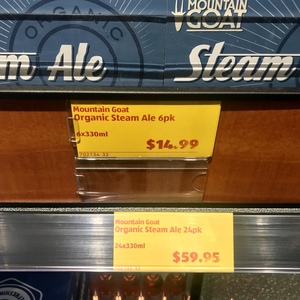 MOUNTAIN
GOAT
ORGANIC
m Ale
Steam
Mountain Goat
Organic Steam Ale 6pk
6x330ml
$14.99
Mountain Goat
Organic Steam Ale 24pk
24x330ml
$59.95